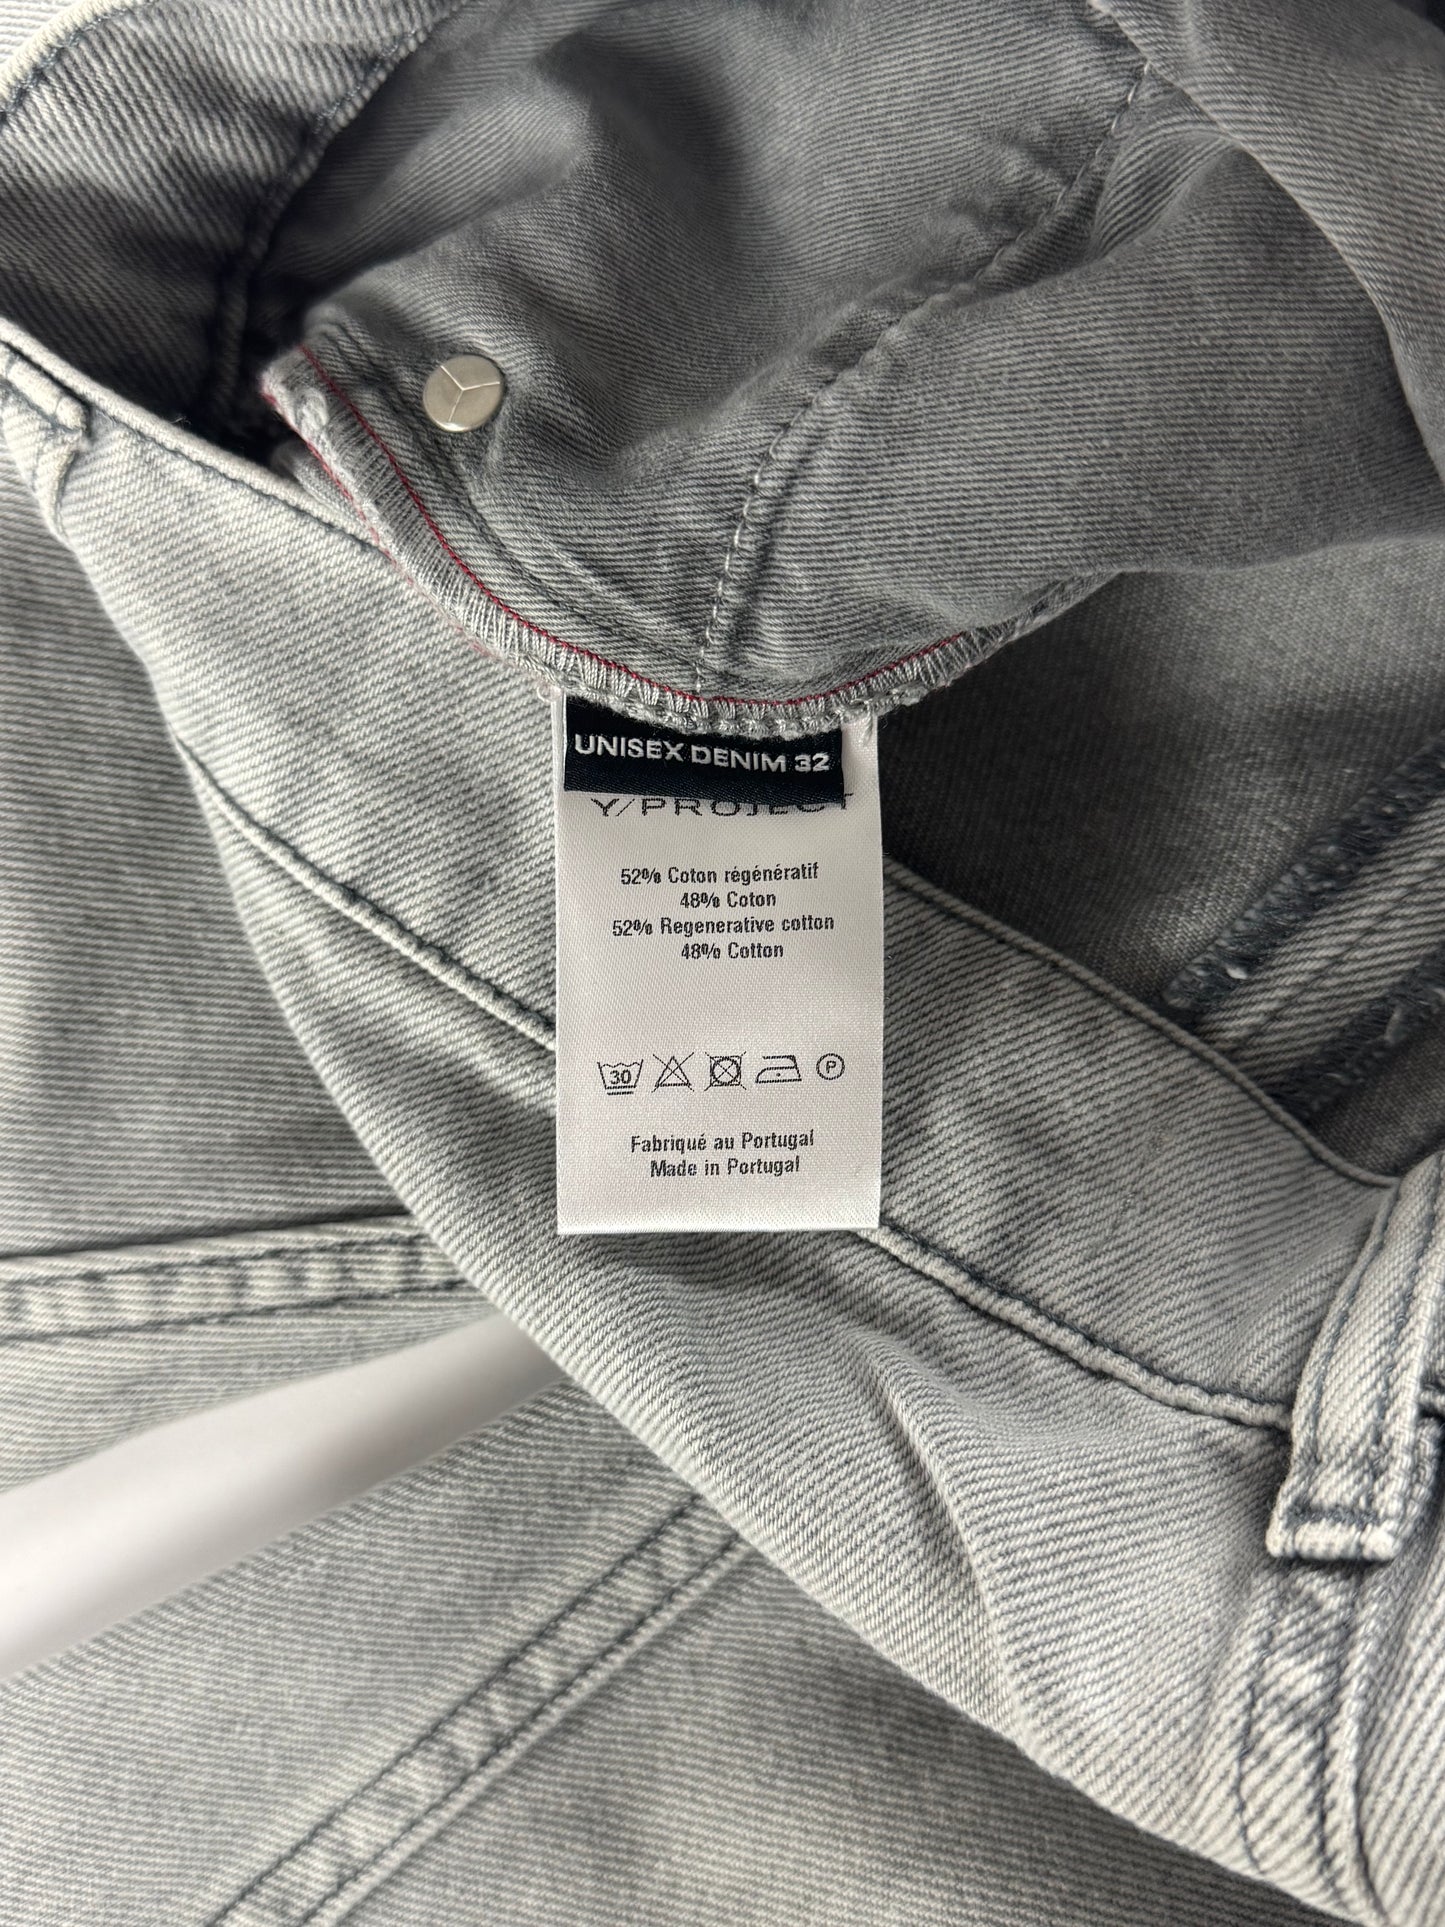 UNISEX DENIM 32
Y/PROJECT
52% Coton régénératif
48% Coton
52% Regenerative cotton
48% Cotton
30
P
Fabriqué au Portugal
Made in Portugal